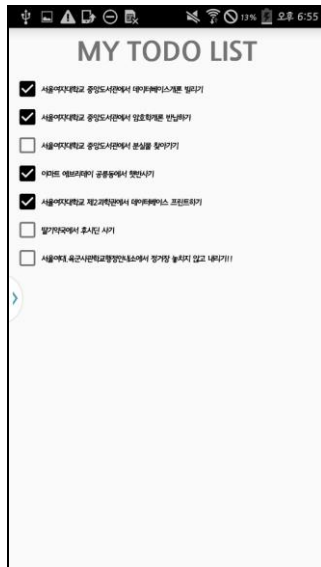 13% 오후 6:55
MY TODO LIST
서울여자대학교 중앙도서관에서 데이터베이스개론 빌리기
서울여자대학교 중앙도서관에서 암호학개론 반납하기
서울여자대학교 중앙도서관에서 분실물 찾아가기
이마트 에브리데이 공릉동에서 햇반사기
서울여자대학교 제2과학관에서 데이터베이스 프린트하기
딸기약국에서 후시딘 사기
서울여대,육군사관학교행정안내소에서 정거장 놓치지 않고 내리기!!